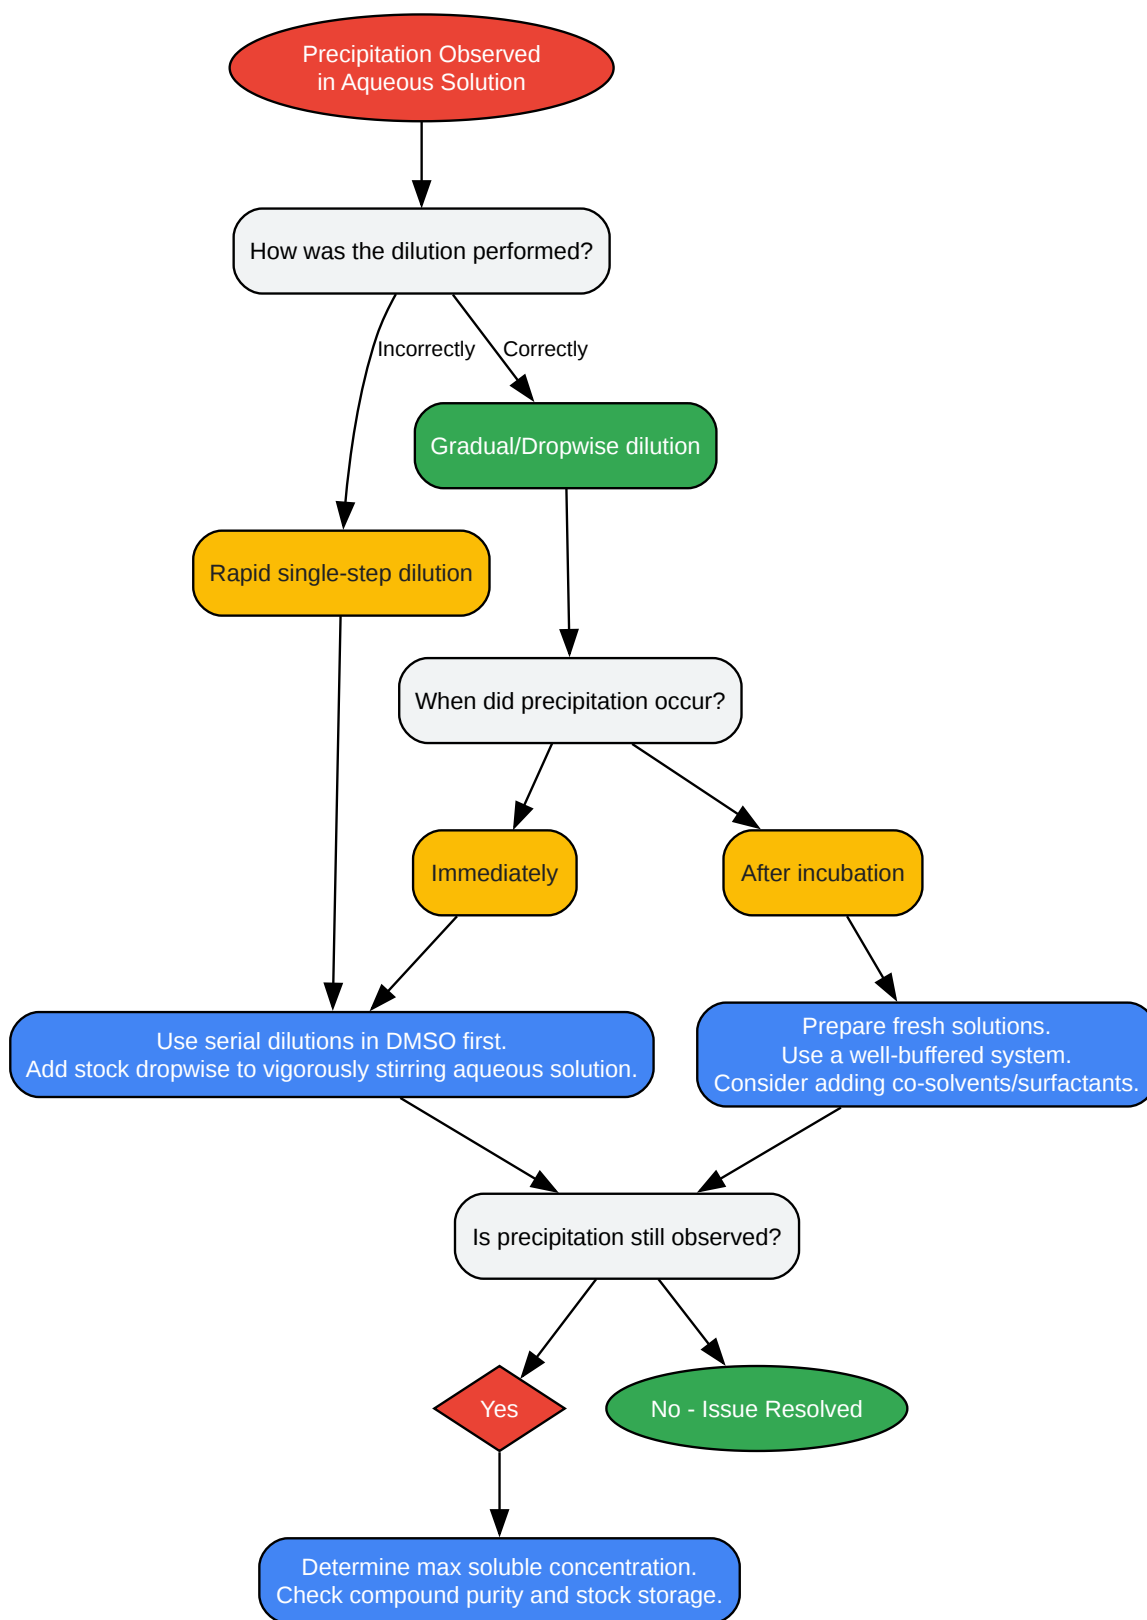 Precipitation Observed
in Aqueous Solution
How was the dilution performed?
Incorrectly
Correctly
Gradual/Dropwise dilution
Rapid single-step dilution
When did precipitation occur?
Immediately
After incubation
Use serial dilutions in DMSO first.
Add stock dropwise to vigorously stirring aqueous solution.
Prepare fresh solutions.
Use a well-buffered system.
Consider adding co-solvents/surfactants.
Is precipitation still observed?
Yes
No - Issue Resolved
Determine max soluble concentration.
Check compound purity and stock storage.